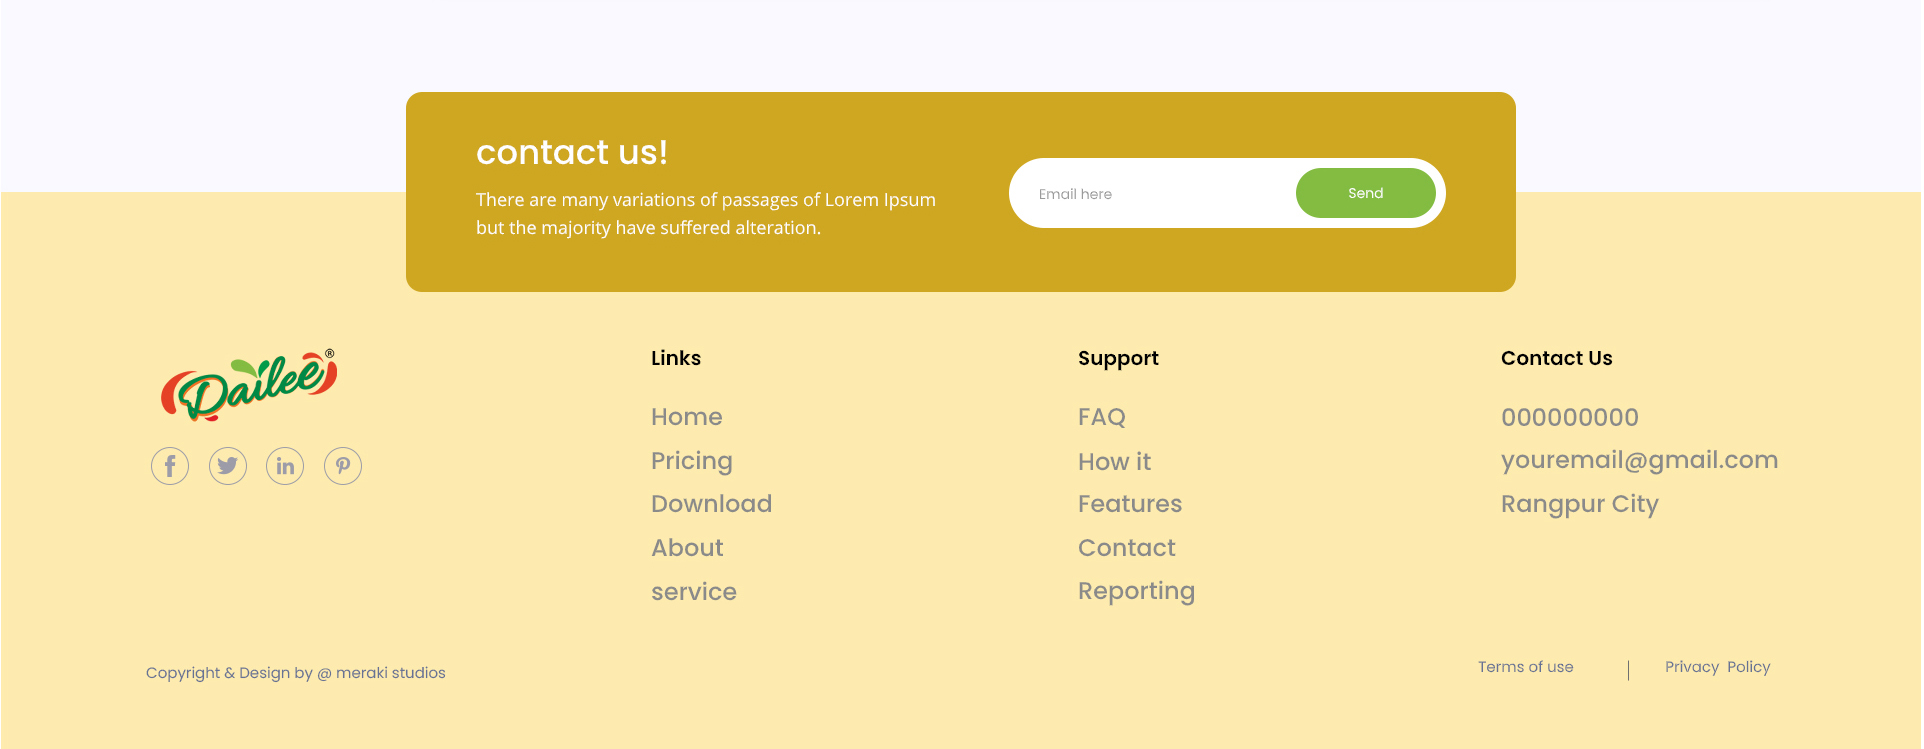 contact us!
There are many variations of passages of Lorem Ipsum
but the majority have suffered alteration.
Email here
Send
Dailee®
Links
Home
Pricing
Download
About
service
Support
FAQ
How it
Features
Contact
Reporting
Contact Us
000000000
youremail@gmail.com
Rangpur City
Copyright & Design by @ meraki studios
Terms of use | Privacy Policy